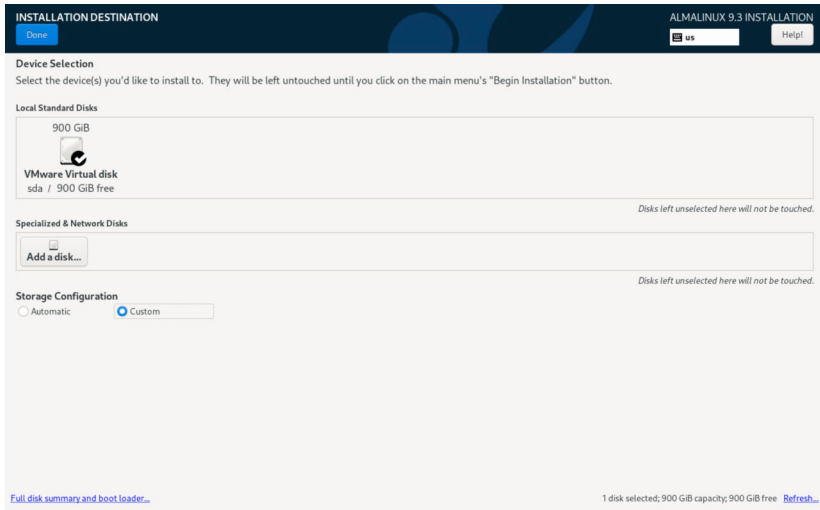 INSTALLATION DESTINATION
ALMALINUX 9.3 INSTALLATION
Done
us
Help!
Device Selection
Select the device(s) you'd like to install to. They will be left untouched until you click on the main menu's "Begin Installation" button.
Local Standard Disks
900 GiB
VMware Virtual disk
sda / 900 GiB free
Disks left unselected here will not be touched.
Specialized & Network Disks
Add a disk...
Disks left unselected here will not be touched.
Storage Configuration
Automatic
Custom
Full disk summary and boot loader...
1 disk selected; 900 GiB capacity; 900 GiB free Refresh...